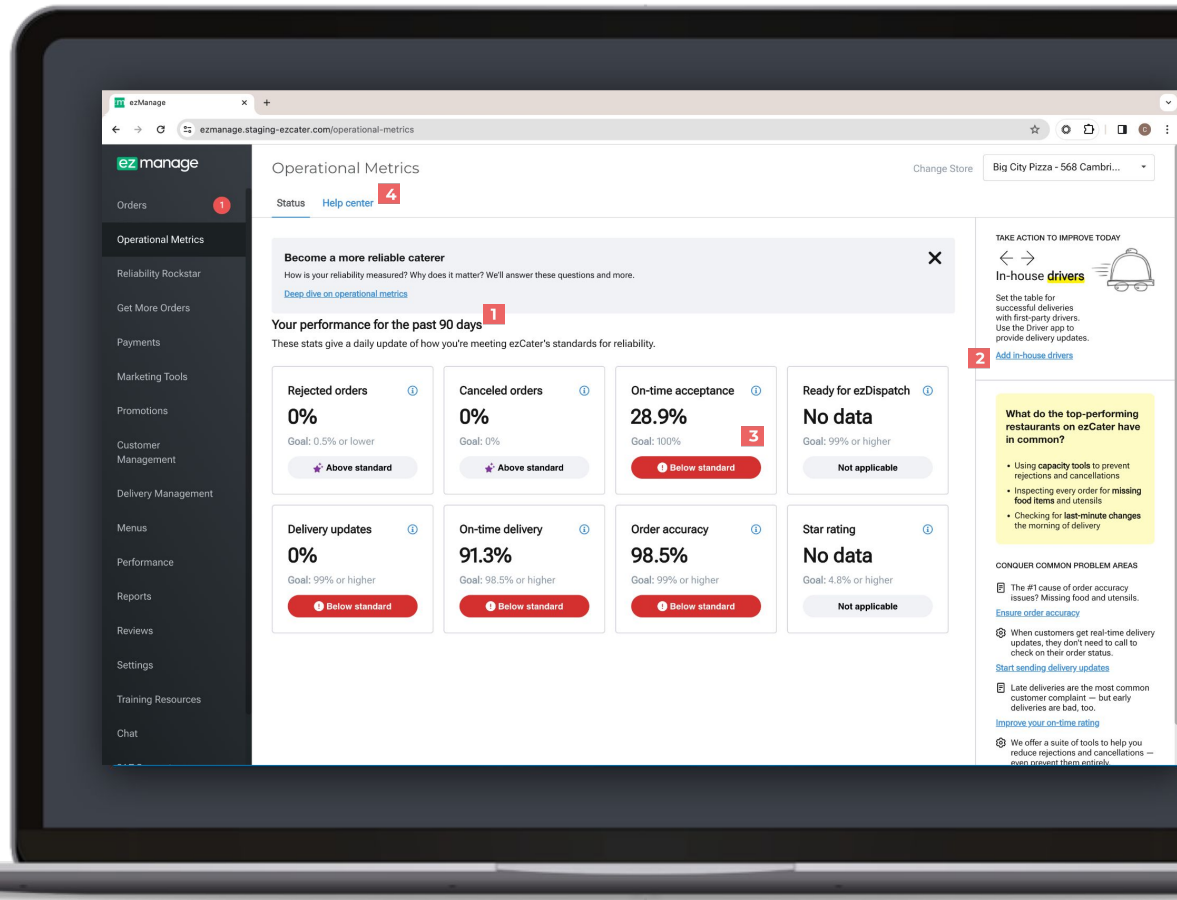 ezManage
ezmanage.staging-ezcater.com/operational-metrics
C
ez manage
Orders 1
Operational Metrics
Reliability Rockstar
Get More Orders
Payments
Marketing Tools
Promotions
Customer
Management
Delivery Management
Menus
Performance
Reports
Reviews
Settings
Training Resources
Chat
Operational Metrics
Change Store
Big City Pizza - 568 Cambri...
Status Help center 4
Become a more reliable caterer
How is your reliability measured? Why does it matter? We'll answer these questions and more.
Deep dive on operational metrics
1
Your performance for the past 90 days
These stats give a daily update of how you're meeting ezCater's standards for reliability.
Rejected orders
0%
Goal: 0.5% or lower
Above standard
Canceled orders
0%
Goal: 0%
Above standard
On-time acceptance
28.9%
Goal: 100%
3
Below standard
Ready for ezDispatch
No data
Goal: 99% or higher
Not applicable
Delivery updates
0%
Goal: 99% or higher
Below standard
On-time delivery
91.3%
Goal: 98.5% or higher
Below standard
Order accuracy
98.5%
Goal: 99% or higher
Below standard
Star rating
No data
Goal: 4.8% or higher
Not applicable
TAKE ACTION TO IMPROVE TODAY
In-house drivers
Set the table for
successful deliveries
with first-party drivers.
Use the Driver app to
provide delivery updates.
2 Add in-house drivers
What do the top-performing
restaurants on ezCater have
in common?
• Using capacity tools to prevent
rejections and cancellations
• Inspecting every order for missing
food items and utensils
• Checking for last-minute changes
the morning of delivery
CONQUER COMMON PROBLEM AREAS
The #1 cause of order accuracy
issues? Missing food and utensils.
Ensure order accuracy
When customers get real-time delivery
updates, they don't need to call to
check on their order status.
Start sending delivery updates
Late deliveries are the most common
customer complaint — but early
deliveries are bad, too.
Improve your on-time rating
We offer a suite of tools to help you
reduce rejections and cancellations —
even prevent them entirely.